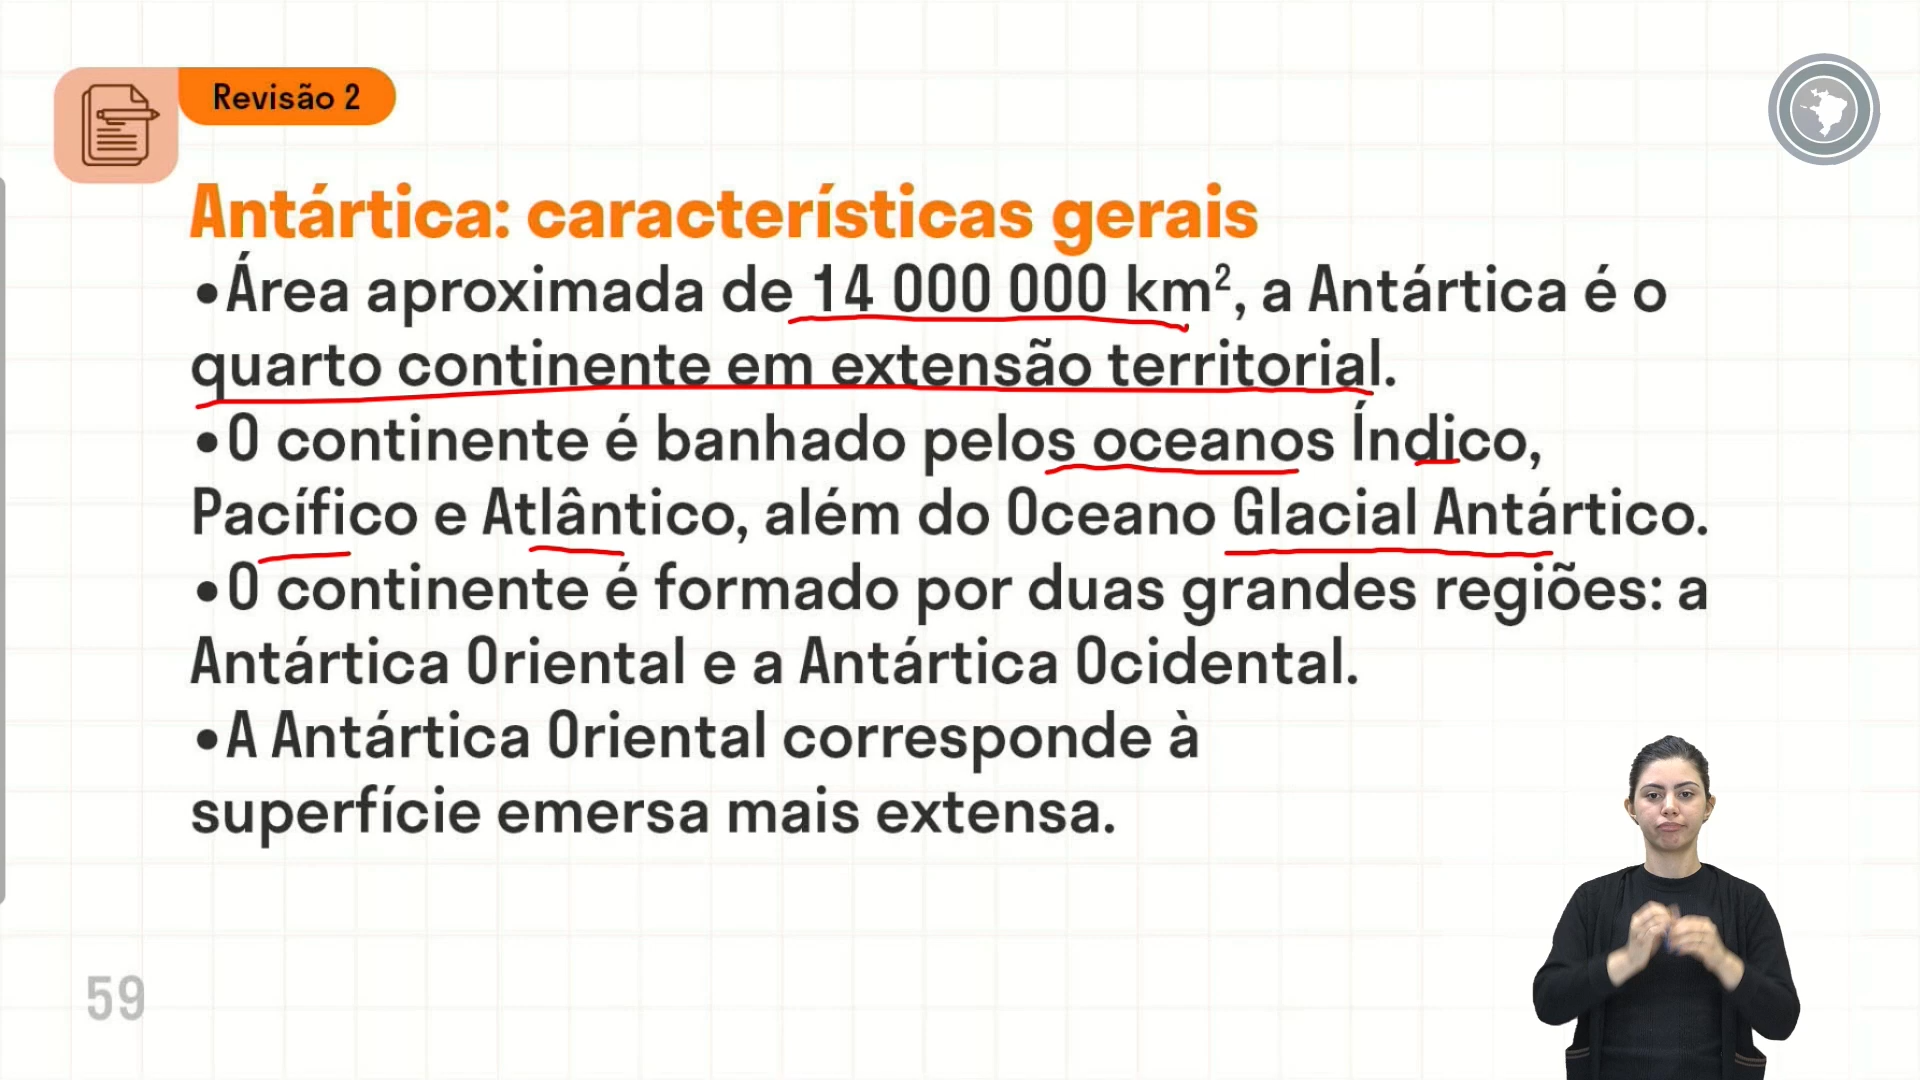 Revisão 2
Antártica: características gerais
•Área aproximada de 14 000 000 km², a Antártica é o
quarto continente em extensão territorial.
•O continente é banhado pelos oceanos Índico,
Pacífico e Atlântico, além do Oceano Glacial Antártico.
•O continente é formado por duas grandes regiões: a
Antártica Oriental e a Antártica Ocidental.
•A Antártica Oriental corresponde à
superfície emersa mais extensa.
59